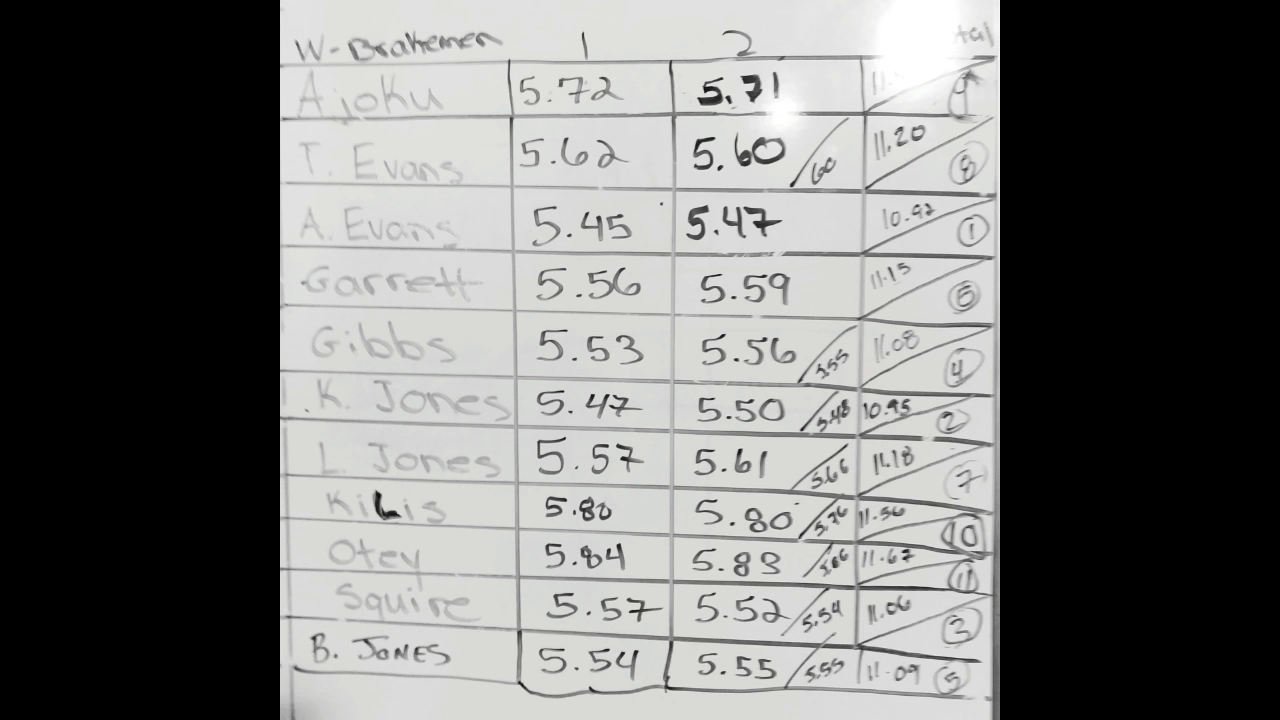 W-Brakemen 1 2 tal
Ajoku 5.72 5.71 11. 9
T. Evans 5.62 5.60 /60 11.20 8
A. Evans 5.45 5.47 10.92 1
Garrett 5.56 5.59 11.15 6
Gibbs 5.53 5.56 /5.55 11.08 4
K. Jones 5.47 5.50 /5.48 10.95 2
L. Jones 5.57 5.61 /5.66 11.18 7
KiLis 5.80 5.80 /5.76 11.56 10
Otey 5.84 5.83 11.67 11
Squire 5.57 5.52 /5.54 11.06 3
B. JONES 5.54 5.55 /5.55 11.09 5